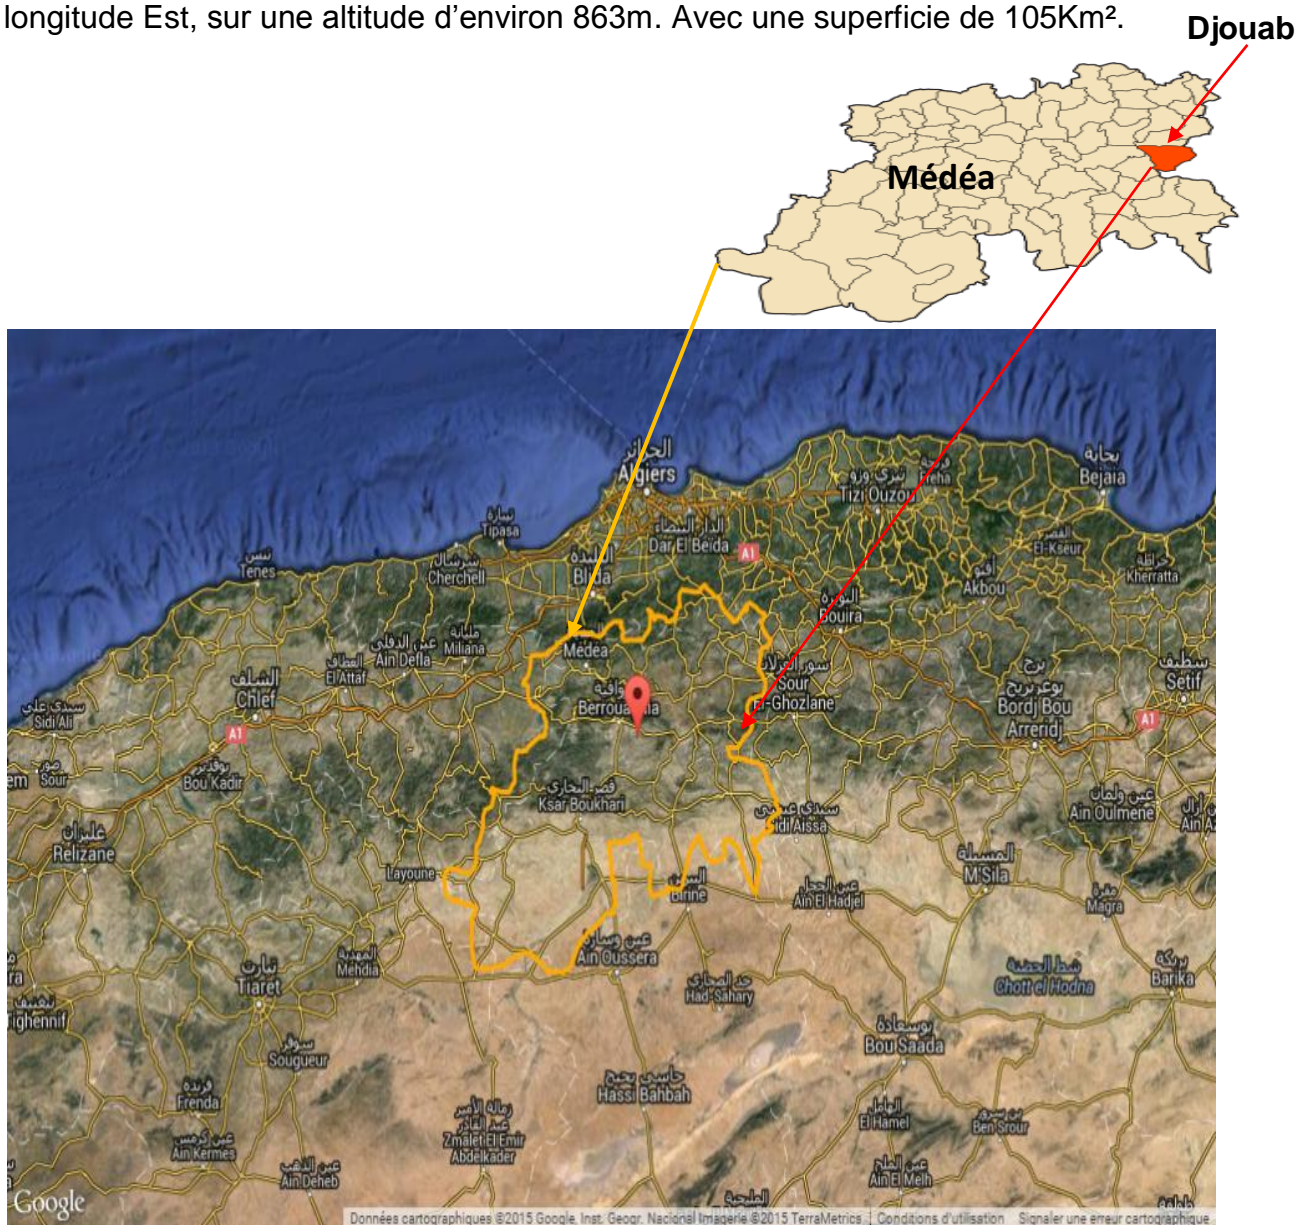 longitude Est, sur une altitude d’environ 863m. Avec une superficie de 105Km².
Djouab
Médéa
الجزائر
Algiers
بجاية
Bejaia
تيزي وزو
Tizi Ouzou
فريحة
Freha
تيبازة
Tipasa
الدار البيضاء
Dar El Beïda
A1
القصر
El-Kseur
تنس
Tenes
شرشال
Cherchell
البليدة
Blida
أقبو
Akbou
خراطة
Kherratta
البويرة
Bouira
مليانة
Miliana
عين الدفلى
Ain Defla
Médéa
العطاف
El Attaf
سور الغزلان
Sour
El-Ghozlane
سطيف
Setif
الشلف
Chlef
برج
بوعريريج
Bordj Bou
Arreridj
سيدي علي
Sidi Ali
A1
A1
بوقدير
Bou Kadir
Sour
قصر البخاري
Ksar Boukhari
سيدي عيسى
عين ولمان
Ain Oulmene
غليزان
Relizane
المسيلة
M'Sila
Layoune
Birine
عين الحجل
Ain El Hadjel
مقرة
Magra
عين وسارة
Ain Oussera
المهدية
Mehdia
تيارت
Tiaret
حد الصحاري
Had-Sahary
شط الحضنة
Chott el Hodna
بريكة
Barika
بوسعادة
Bou Saada
سوقر
Sougueur
حاسي بحبح
Hassi Bahbah
فرندة
Frenda
زمالة الأمير
عبد القادر
Zmalet El Emir
Abdelkader
الهامل
El Hamel
بن سرور
Ben Srour
عين كرمس
Ain Kermes
عين الذهب
Ain Deheb
عين الملح
Ain El Melh
المليحة
Google
Données cartographiques ©2015 Google, Inst. Geogr. Nacional Imagerie ©2015 TerraMetrics Conditions d'utilisation Signaler une erreur cartographique